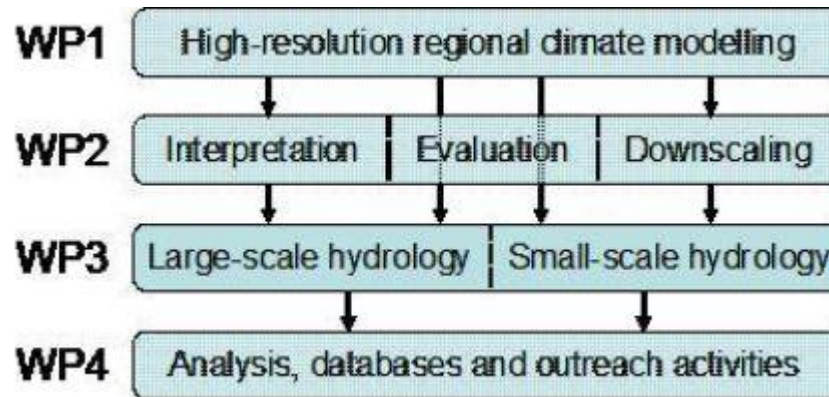 WP1 High-resolution regional climate modelling
WP2 Interpretation Evaluation Downscaling
WP3 Large-scale hydrology Small-scale hydrology
WP4 Analysis, databases and outreach activities